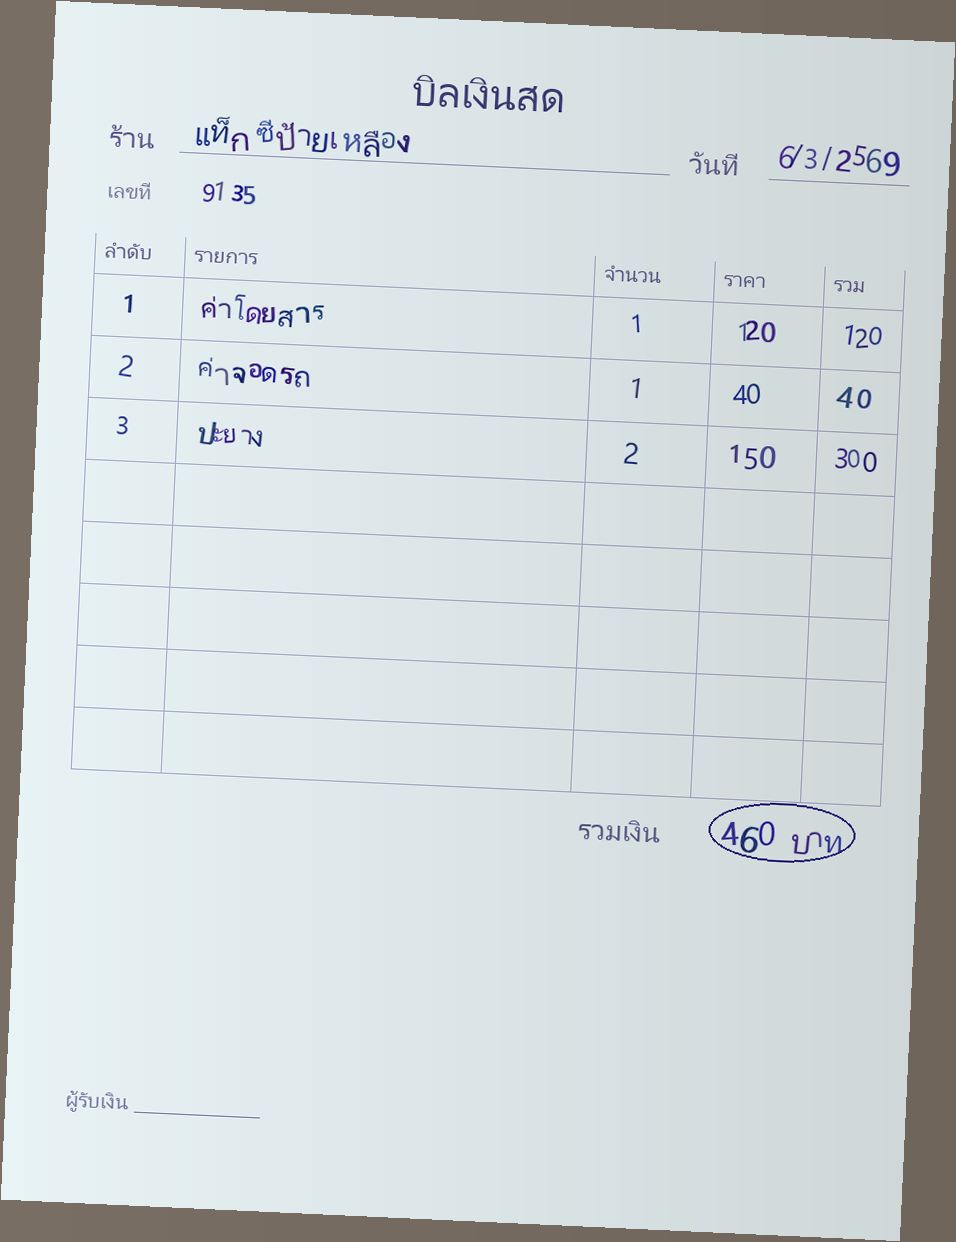 บิลเงินสด
ร้าน แท็กซีป้ายเหลือง วันที่ 6/3/2569
เลขที่ 9135
ลำดับ รายการ จำนวน ราคา รวม
1 ค่าโดยสาร 1 120 120
2 ค่าจอดรถ 1 40 40
3 ปะยาง 2 150 300
รวมเงิน 460 บาท
ผู้รับเงิน